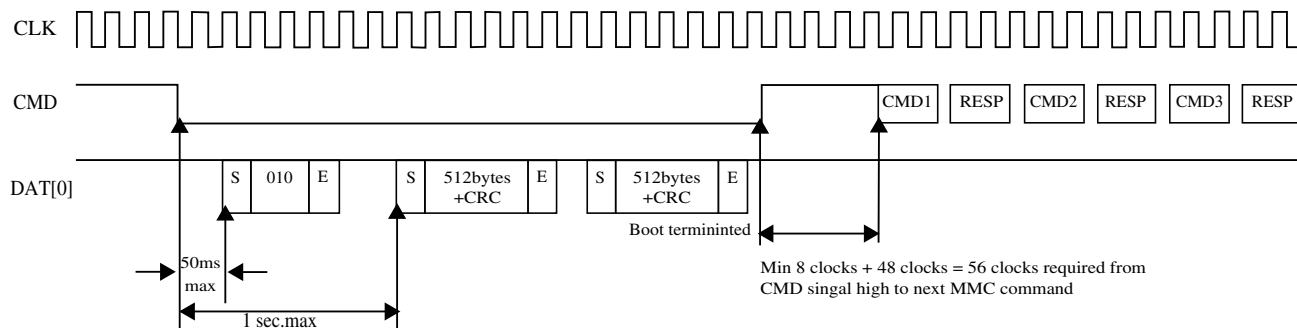 CLK
CMD
CMD1
RESP
CMD2
RESP
CMD3
RESP
DAT[0]
S
010
E
S
512bytes
+CRC
E
S
512bytes
+CRC
E
Boot termininted
50ms
max
Min 8 clocks + 48 clocks = 56 clocks required from
CMD singal high to next MMC command
1 sec.max